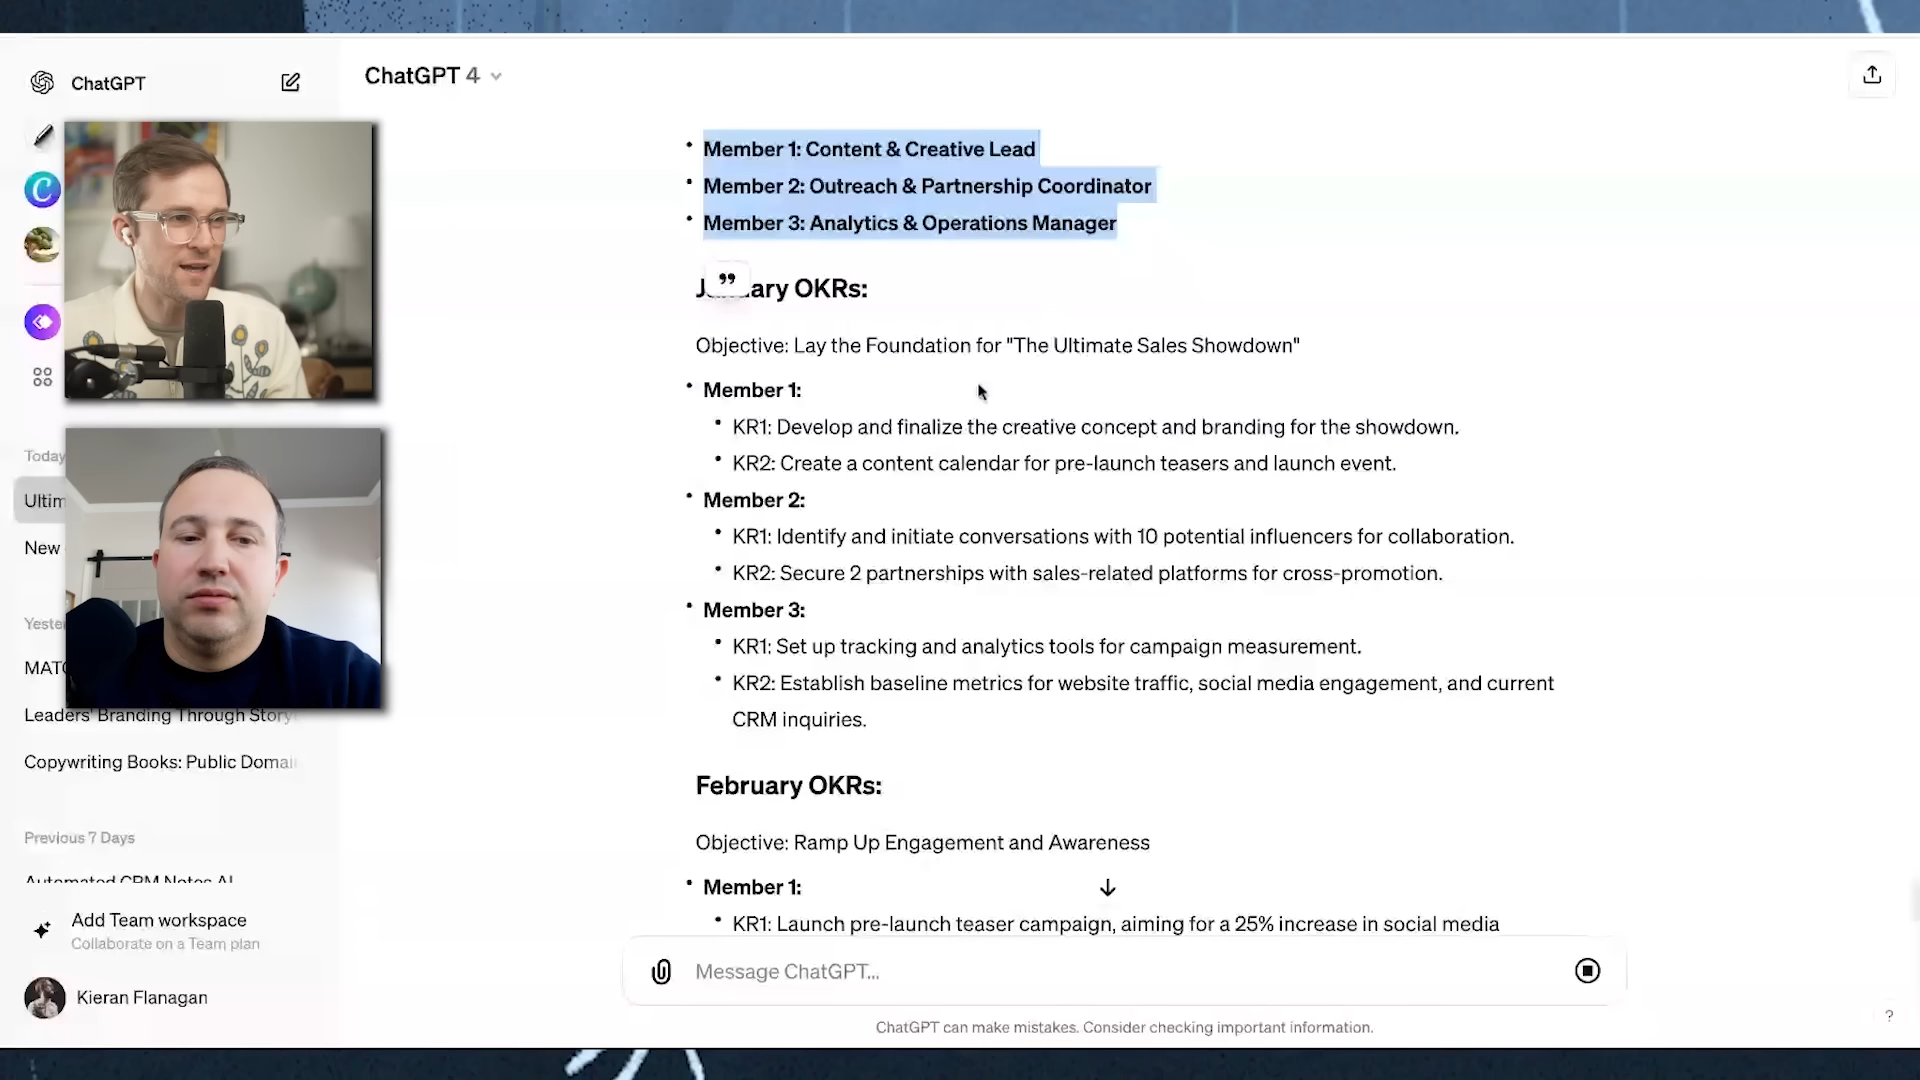 ChatGPT
Today
Ultim
New
Yeste
MATC
Leaders' Branding Through Story
Copywriting Books: Public Domai
Previous 7 Days
Automated CRM Notes AI
Add Team workspace
Collaborate on a Team plan
Kieran Flanagan
ChatGPT 4
• Member 1: Content & Creative Lead
• Member 2: Outreach & Partnership Coordinator
• Member 3: Analytics & Operations Manager
OKRs:
Objective: Lay the Foundation for "The Ultimate Sales Showdown"
• Member 1:
• KR1: Develop and finalize the creative concept and branding for the showdown.
• KR2: Create a content calendar for pre-launch teasers and launch event.
• Member 2:
• KR1: Identify and initiate conversations with 10 potential influencers for collaboration.
• KR2: Secure 2 partnerships with sales-related platforms for cross-promotion.
• Member 3:
• KR1: Set up tracking and analytics tools for campaign measurement.
• KR2: Establish baseline metrics for website traffic, social media engagement, and current
CRM inquiries.
February OKRs:
Objective: Ramp Up Engagement and Awareness
• Member 1:
• KR1: Launch pre-launch teaser campaign, aiming for a 25% increase in social media
Message ChatGPT...
ChatGPT can make mistakes. Consider checking important information.
?